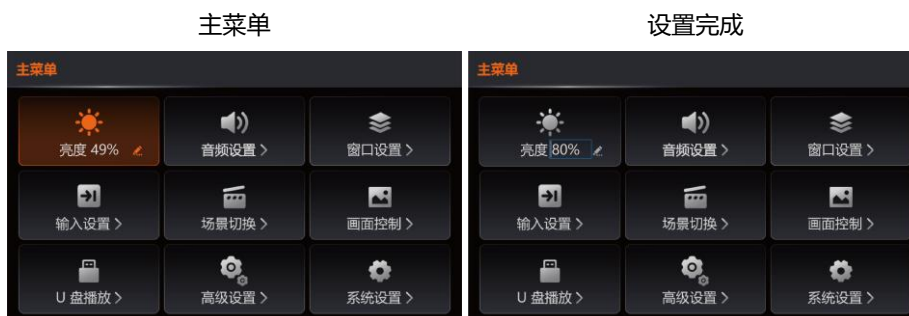 主菜单
设置完成
主菜单
亮度 49%
音频设置 >
窗口设置 >
输入设置 >
场景切换 >
画面控制 >
U 盘播放 >
高级设置 >
系统设置 >
主菜单
亮度 80%
音频设置 >
窗口设置 >
输入设置 >
场景切换 >
画面控制 >
U 盘播放 >
高级设置 >
系统设置 >